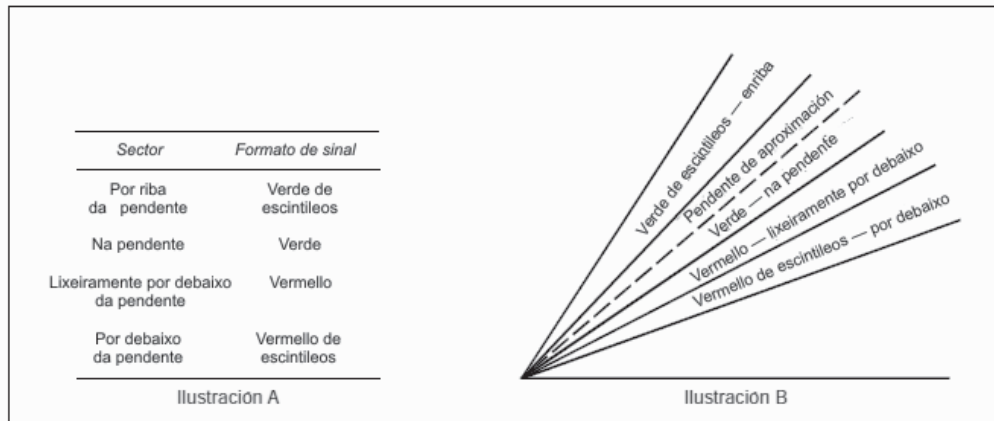 Sector Formato de sinal
Por riba
da pendente
Verde de
escintileos
Na pendente
Verde
Lixeiramente por debaixo
da pendente
Vermello
Por debaixo
da pendente
Vermello de
escintileos
Ilustración A
Verde de escintileos — enriba
Pendente de aproximación
Verde — na pendente
Vermello — lixeiramente por debaixo
Vermello de escintileos — por debaixo
Ilustración B